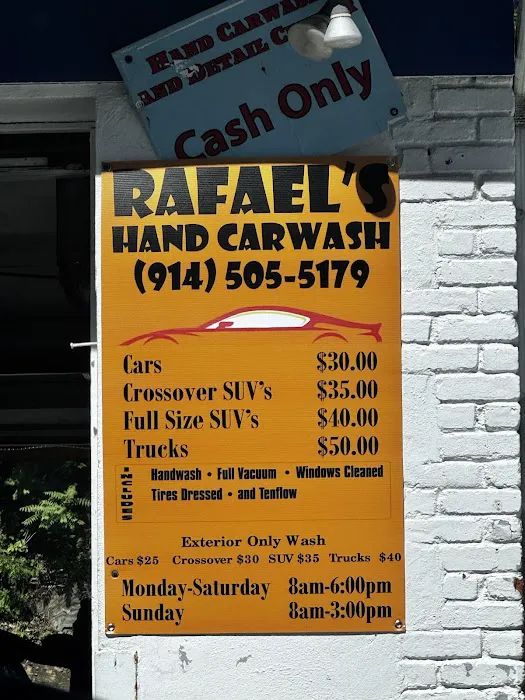 HAND CARWASH
AND DETAIL
Cash Only
RAFAEL'S
HAND CARWASH
(914) 505-5179
Cars $30.00
Crossover SUV's $35.00
Full Size SUV's $40.00
Trucks $50.00
INCLUDES
Handwash • Full Vacuum • Windows Cleaned
Tires Dressed • and Tenflow
Exterior Only Wash
Cars $25 Crossover $30 SUV $35 Trucks $40
Monday-Saturday 8am-6:00pm
Sunday 8am-3:00pm